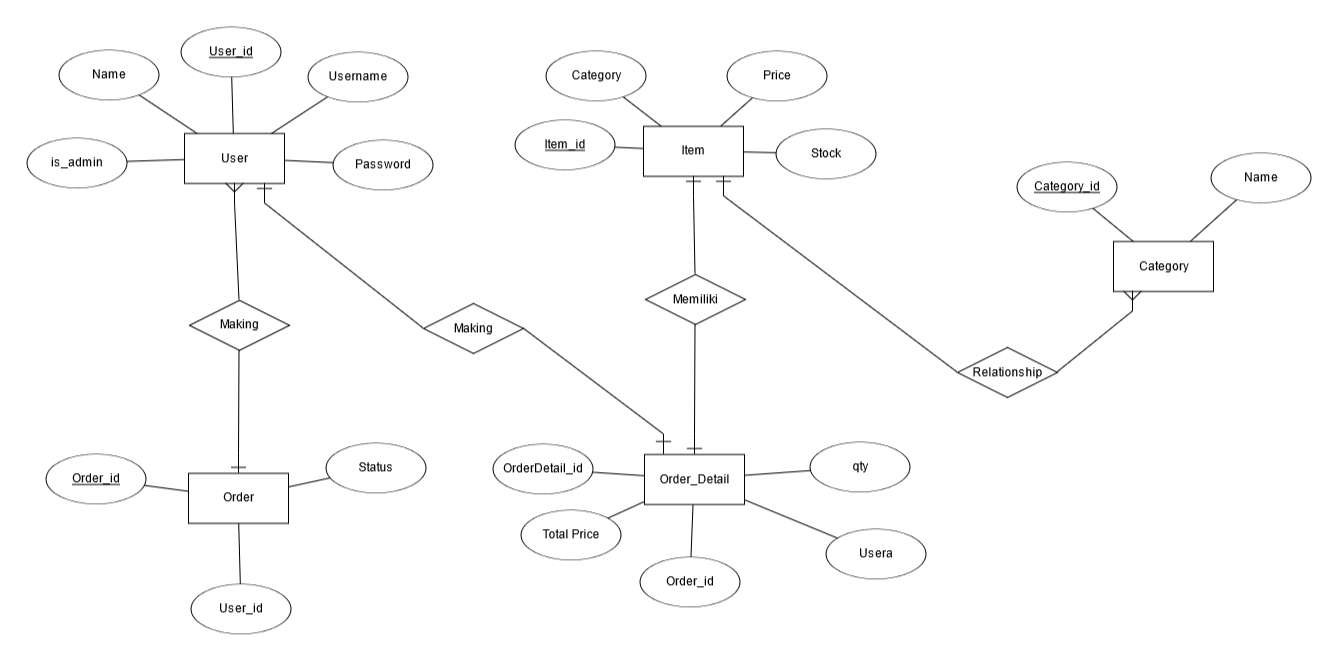 User_id
Name
Username
is_admin
User
Password
Category
Price
Item_id
Item
Stock
Category_id
Name
Category
Making
Making
Memiliki
Relationship
Order_id
Status
Order
User_id
OrderDetail_id
Order_Detail
qty
Total Price
Usera
Order_id